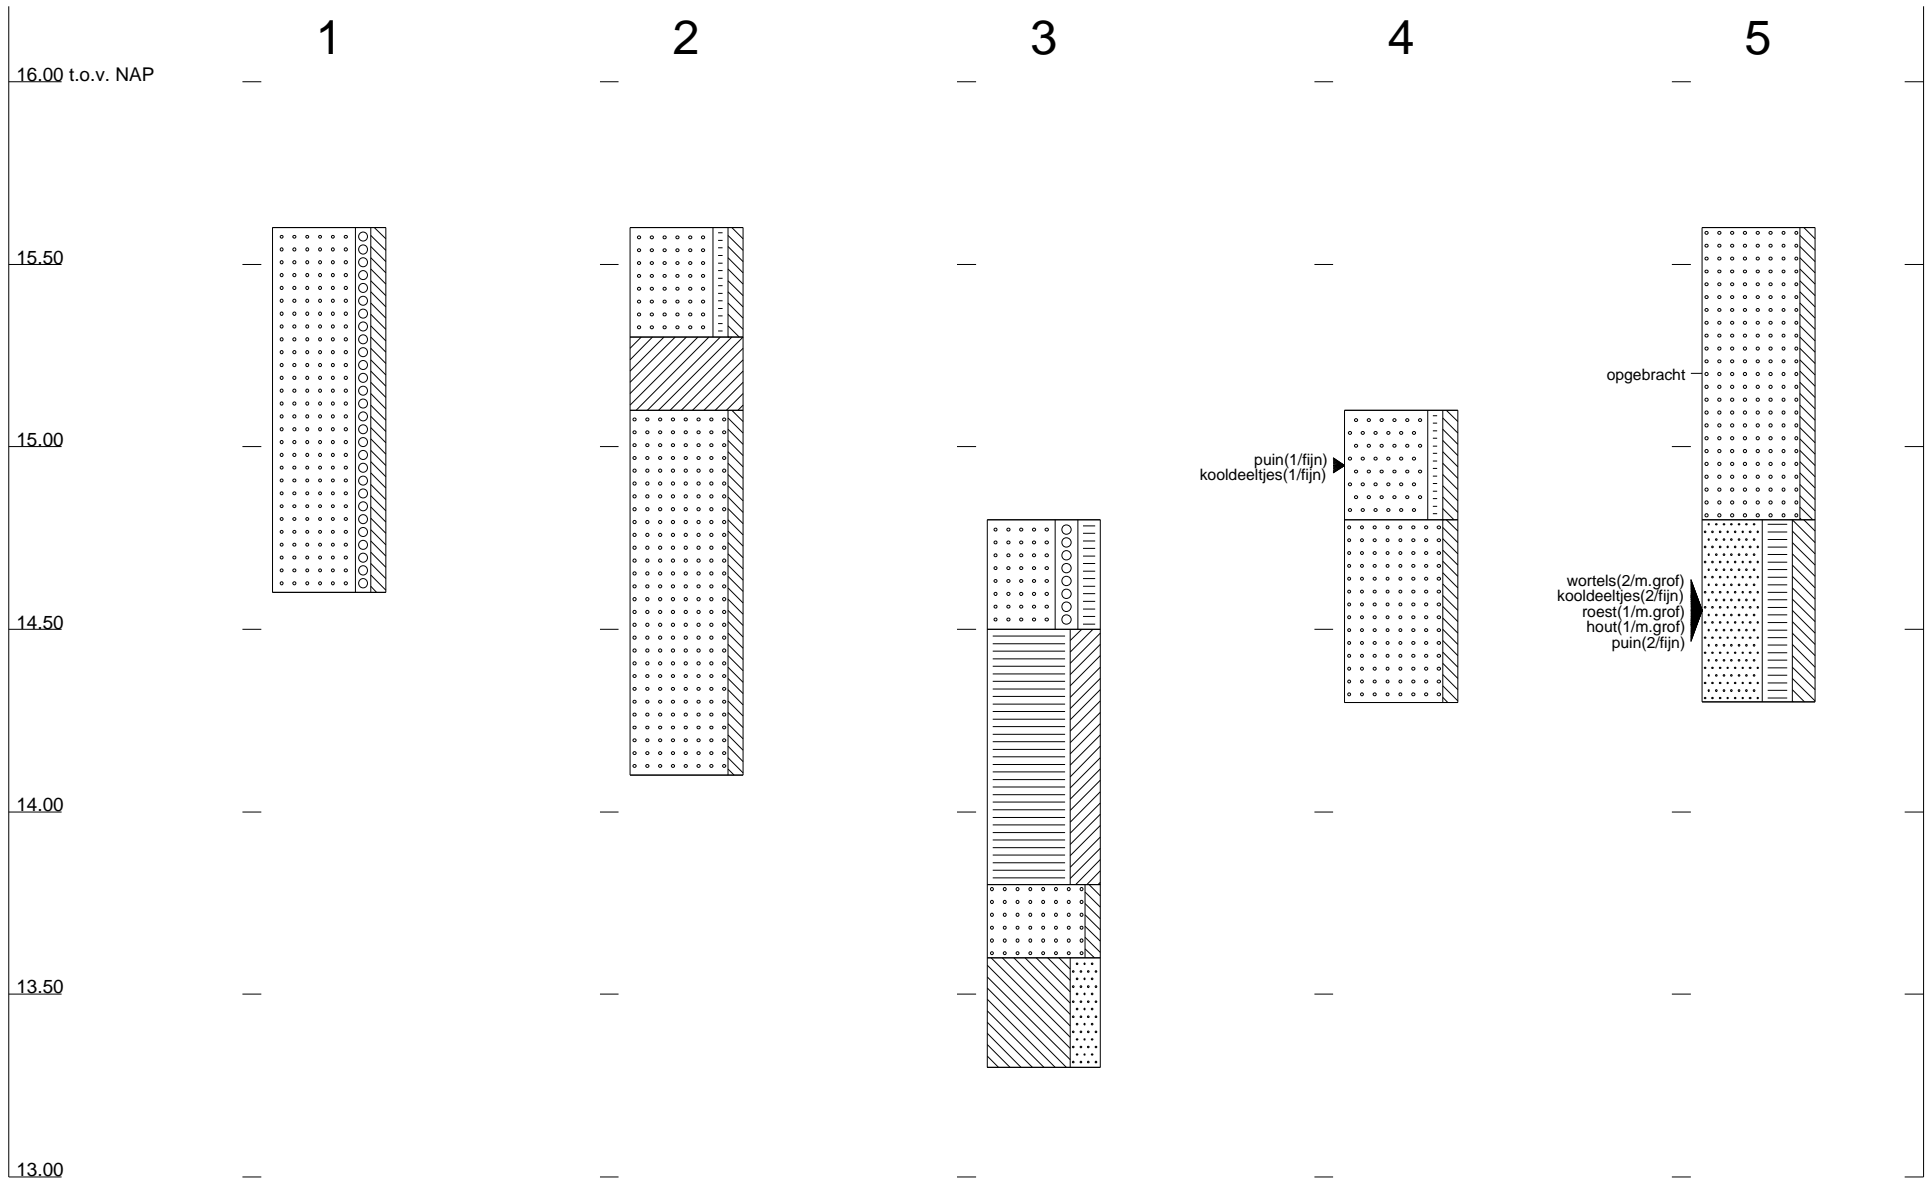 1 2 3 4 5
16.00 t.o.v. NAP
15.50
opgebracht
15.00
puin(1/fijn)
kooldeeltjes(1/fijn)
wortels(2/m.grof)
kooldeeltjes(2/fijn)
roest(1/m.grof)
hout(1/m.grof)
puin(2/fijn)
14.50
14.00
13.50
13.00